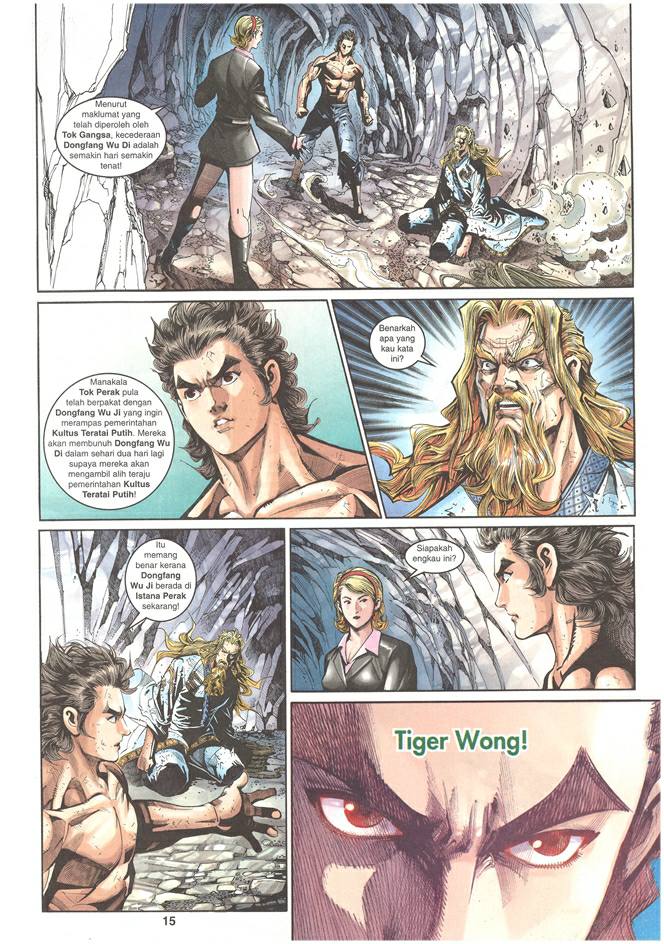 Menurut
maklumat yang
telah diperoleh oleh
Tok Gangsa, kecederaan
Dongfang Wu Di adalah
semakin hari semakin
tenat!
Manakala
Tok Perak pula
telah berpakat dengan
Dongfang Wu Ji yang ingin
merampas pemerintahan
Kultus Teratai Putih. Mereka
akan membunuh Dongfang Wu
Di dalam sehari dua hari lagi
supaya mereka akan
mengambil alih teraju
pemerintahan Kultus
Teratai Putih!
Benarkah
apa yang
kau kata
ini?
Itu
memang
benar kerana
Dongfang
Wu Ji berada di
Istana Perak
sekarang!
Siapakah
engkau ini?
Tiger Wong!
15